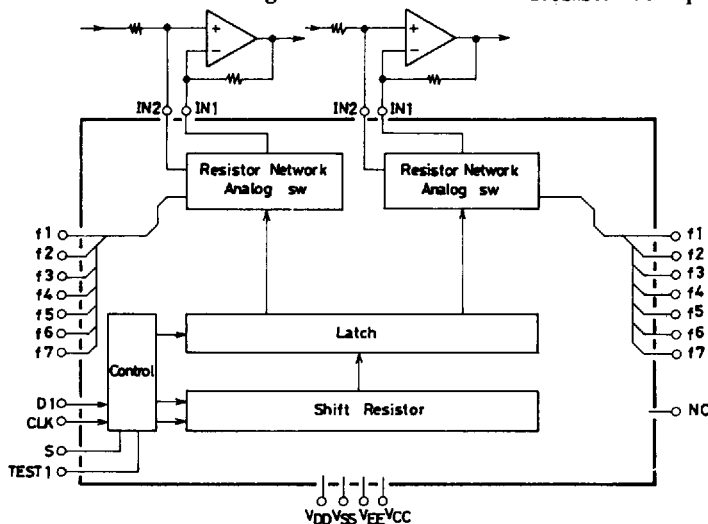 +
−
+
−
IN2 IN1
IN2 IN1
Resistor Network
Analog sw
Resistor Network
Analog sw
f1
f2
f3
f4
f5
f6
f7
f1
f2
f3
f4
f5
f6
f7
Latch
Control
Shift Resistor
D1
CLK
S
TEST1
NC
VDD VSS VEE VCC